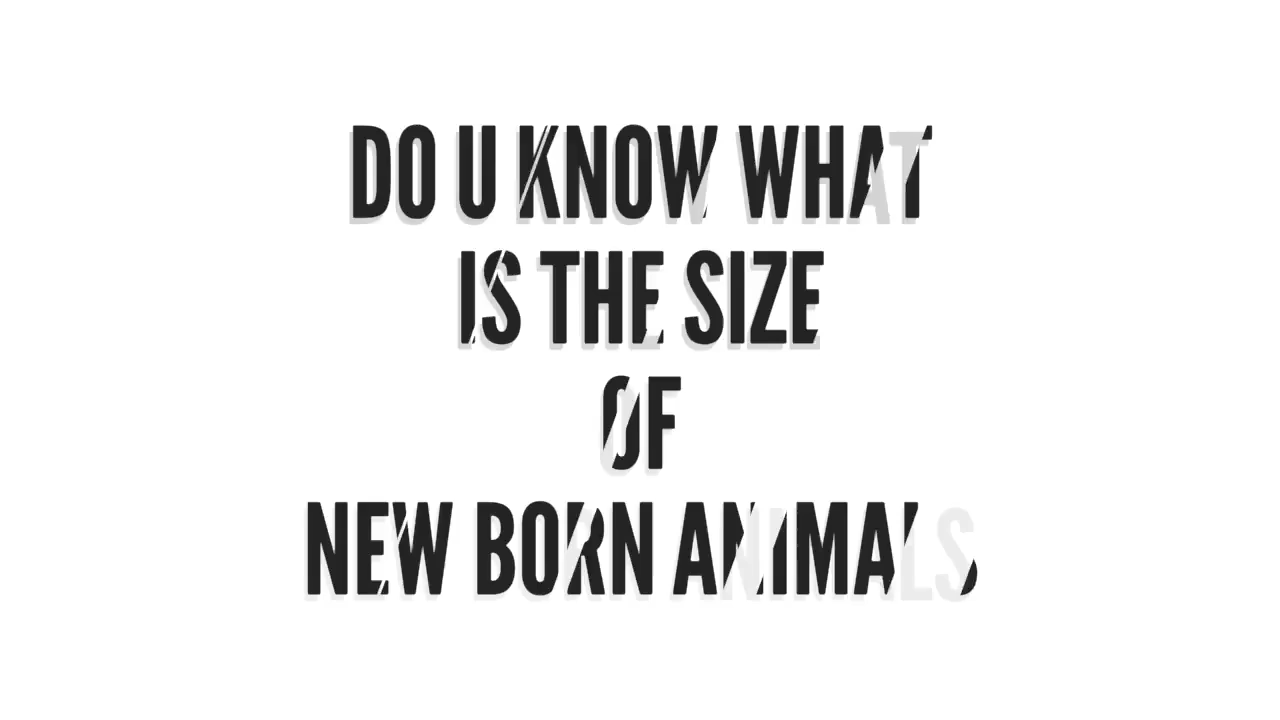 DO U KNOW WHAT
IS THE SIZE
OF
NEW BORN ANIMALS